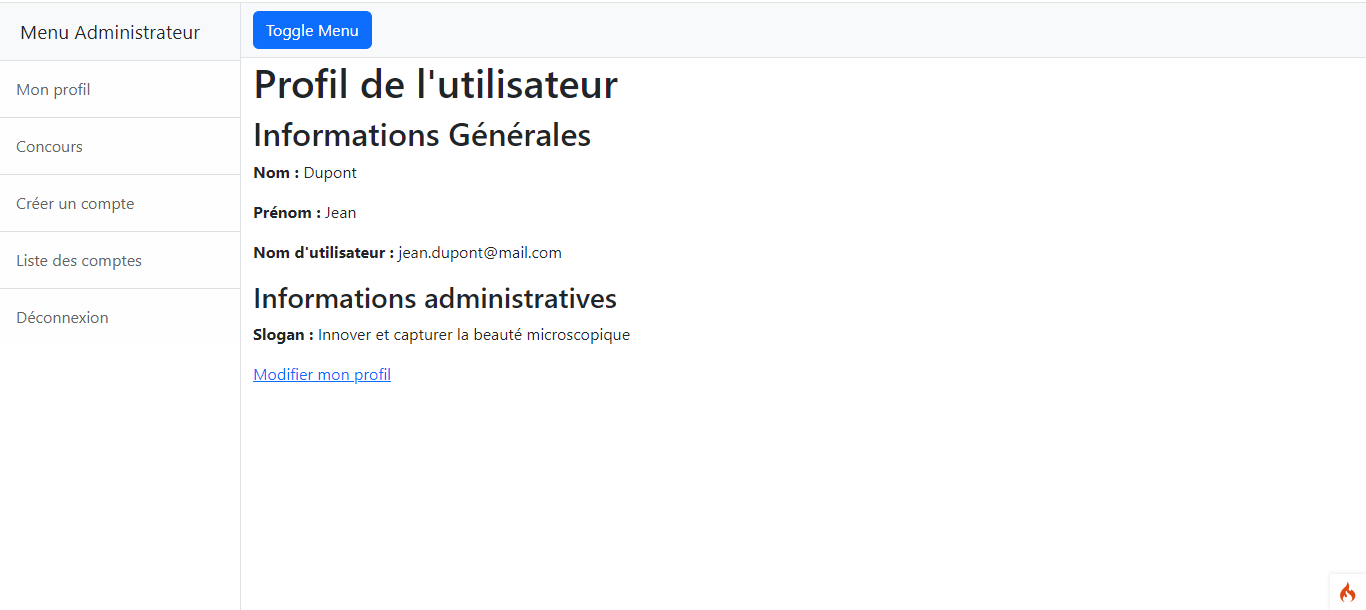 Menu Administrateur
Toggle Menu
Mon profil
Concours
Créer un compte
Liste des comptes
Déconnexion
Profil de l'utilisateur
Informations Générales
Nom : Dupont
Prénom : Jean
Nom d'utilisateur : jean.dupont@mail.com
Informations administratives
Slogan : Innover et capturer la beauté microscopique
Modifier mon profil